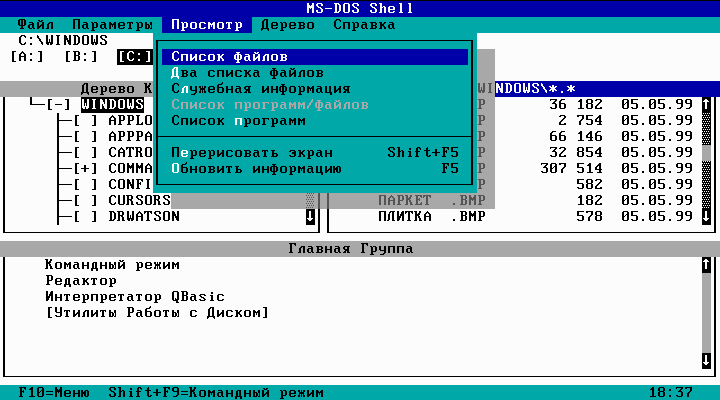 MS-DOS Shell
Файл Параметры Просмотр Дерево Справка
C:\WINDOWS
[A:] [B:] [C:]
Список файлов
Два списка файлов
Служебная информация
Список программ/файлов
Список программ
Перерисовать экран Shift+F5
Обновить информацию F5
Дерево К
WINDOWS\*.*
[-] WINDOWS
[ ] APPLO
[ ] APPPA
[ ] CATRO
[+] COMMA
[ ] CONFI
[ ] CURSORS
[ ] DRWATSON
P 36 182 05.05.99
P 2 754 05.05.99
P 66 146 05.05.99
P 32 854 05.05.99
P 307 514 05.05.99
P 582 05.05.99
ПАРКЕТ .BMP 182 05.05.99
ПЛИТКА .BMP 578 05.05.99
Главная Группа
Командный режим
Редактор
Интерпретатор QBasic
[Утилиты Работы с Диском]
F10=Меню Shift+F9=Командный режим 18:37